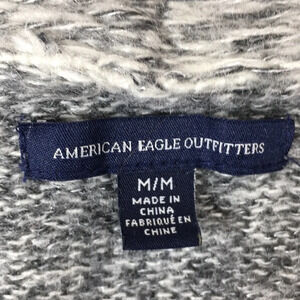 AMERICAN EAGLE OUTFITTERS
M/M
MADE IN
CHINA
FABRIQUÉ EN
CHINE